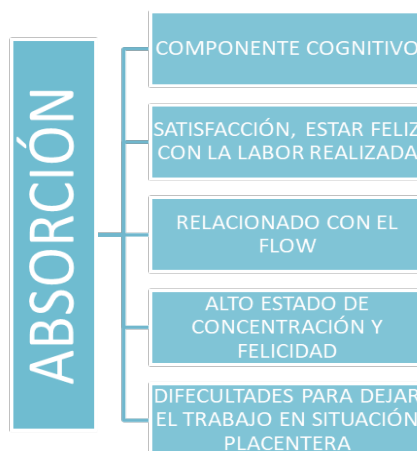 ABSORCIÓN
COMPONENTE COGNITIVO
SATISFACCIÓN, ESTAR FELIZ
CON LA LABOR REALIZADA
RELACIONADO CON EL
FLOW
ALTO ESTADO DE
CONCENTRACIÓN Y
FELICIDAD
DIFECULTADES PARA DEJAR
EL TRABAJO EN SITUACIÓN
PLACENTERA